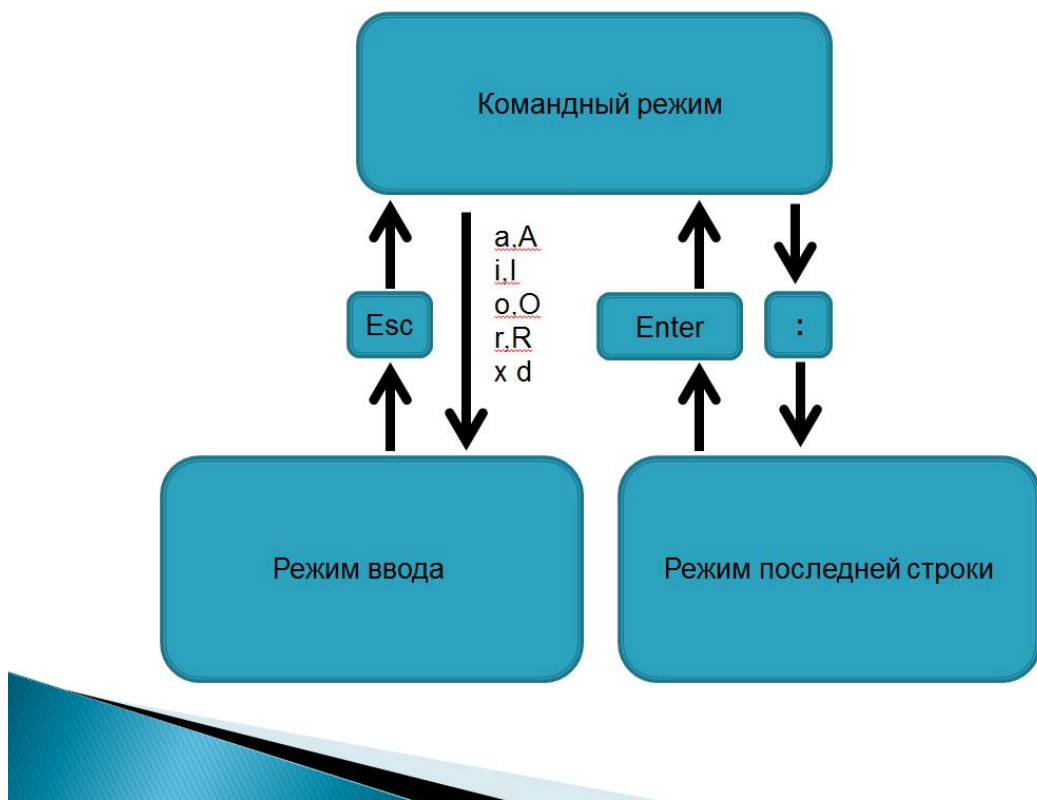 Командный режим
a,A
i,I
o,O
r,R
x d
Esc
Enter
:
Режим ввода
Режим последней строки